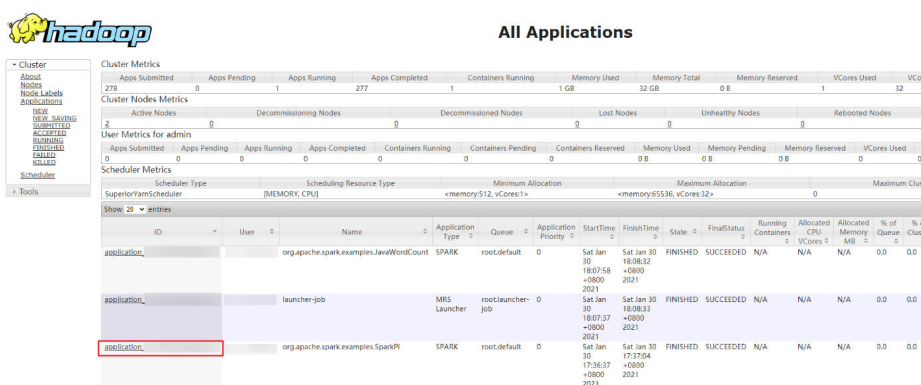 hadoop
All Applications
Cluster
About
Nodes
Node Labels
Applications
NEW
NEW_SAVING
SUBMITTED
ACCEPTED
RUNNING
FINISHED
FAILED
KILLED
Scheduler
Tools
Cluster Metrics
Apps Submitted Apps Pending Apps Running Apps Completed Containers Running Memory Used Memory Total Memory Reserved VCores Used VCo
278 0 1 277 1 1 GB 32 GB 0 B 1 32
Cluster Nodes Metrics
Active Nodes Decommissioning Nodes Decommissioned Nodes Lost Nodes Unhealthy Nodes Rebooted Nodes
2 0 0 0 0 0
User Metrics for admin
Apps Submitted Apps Pending Apps Running Apps Completed Containers Running Containers Pending Containers Reserved Memory Used Memory Pending Memory Reserved VCores Used
0 0 0 0 0 0 0 0 B 0 B 0 B 0
Scheduler Metrics
Scheduler Type Scheduling Resource Type Minimum Allocation Maximum Allocation Maximum Clus
SuperiorYarnScheduler [MEMORY, CPU] <memory:512, vCores:1> <memory:65536, vCores:32> 0
Show 20 entries
ID User Name Application Type Queue Application Priority StartTime FinishTime State FinalStatus Running Containers Allocated CPU VCores Allocated Memory MB % of Queue % Clus
application_ org.apache.spark.examples.JavaWordCount SPARK root.default 0 Sat Jan 30 18:07:58 +0800 2021 Sat Jan 30 18:08:32 +0800 2021 FINISHED SUCCEEDED N/A N/A N/A 0.0 0.0
application_ launcher-job MRS Launcher root.launcher-job 0 Sat Jan 30 18:07:37 +0800 2021 Sat Jan 30 18:08:33 +0800 2021 FINISHED SUCCEEDED N/A N/A N/A 0.0 0.0
application_ org.apache.spark.examples.SparkPi SPARK root.default 0 Sat Jan 30 17:36:37 +0800 2021 Sat Jan 30 17:37:04 +0800 2021 FINISHED SUCCEEDED N/A N/A N/A 0.0 0.0